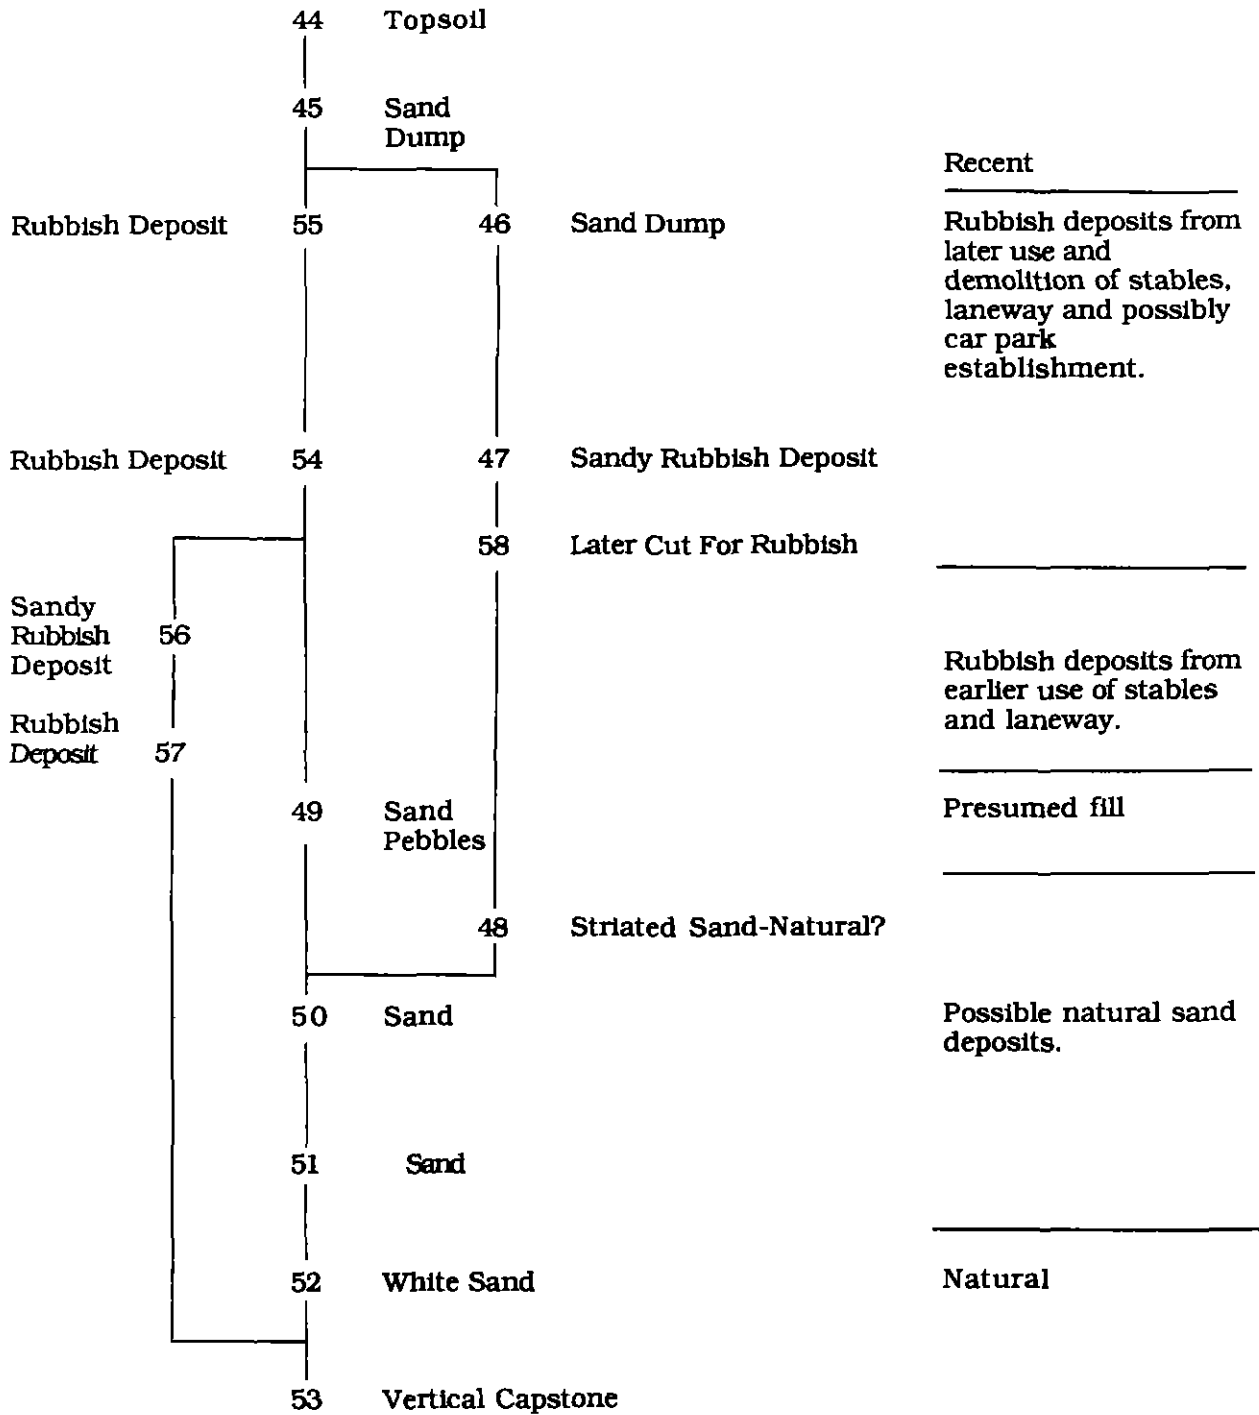 44 Topsoil
45 Sand
Dump
Recent
Rubbish Deposit 55 46 Sand Dump
Rubbish deposits from
later use and
demolition of stables,
laneway and possibly
car park
establishment.
Rubbish Deposit 54 47 Sandy Rubbish Deposit
58 Later Cut For Rubbish
Sandy
Rubbish 56
Deposit
Rubbish deposits from
earlier use of stables
and laneway.
Rubbish
Deposit 57
49 Sand
Pebbles
Presumed fill
48 Striated Sand-Natural?
50 Sand
Possible natural sand
deposits.
51 Sand
52 White Sand
Natural
53 Vertical Capstone